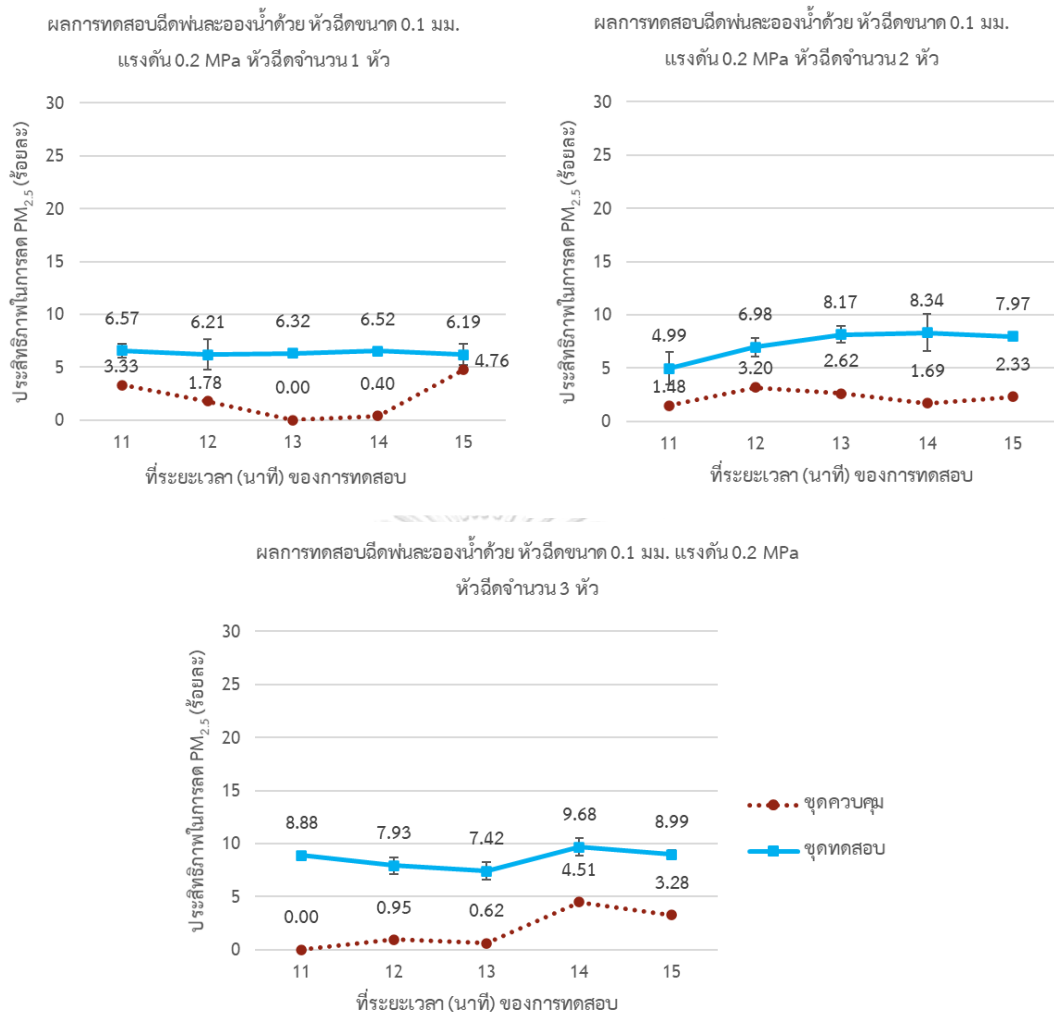 ผลการทดสอบฉีดพ่นละอองน้ำด้วย หัวฉีดขนาด 0.1 มม.
แรงดัน 0.2 MPa หัวฉีดจำนวน 1 หัว
ประสิทธิภาพในการลด PM2.5 (ร้อยละ)
30
25
20
15
10
5
0
6.57 6.21 6.32 6.52 6.19
3.33 1.78 0.00 0.40 4.76
11 12 13 14 15
ที่ระยะเวลา (นาที) ของการทดสอบ
ผลการทดสอบฉีดพ่นละอองน้ำด้วย หัวฉีดขนาด 0.1 มม.
แรงดัน 0.2 MPa หัวฉีดจำนวน 2 หัว
ประสิทธิภาพในการลด PM2.5 (ร้อยละ)
30
25
20
15
10
5
0
4.99 6.98 8.17 8.34 7.97
1.48 3.20 2.62 1.69 2.33
11 12 13 14 15
ที่ระยะเวลา (นาที) ของการทดสอบ
ผลการทดสอบฉีดพ่นละอองน้ำด้วย หัวฉีดขนาด 0.1 มม. แรงดัน 0.2 MPa
หัวฉีดจำนวน 3 หัว
ประสิทธิภาพในการลด PM2.5 (ร้อยละ)
30
25
20
15
10
5
0
8.88 7.93 7.42 9.68 8.99
0.00 0.95 0.62 4.51 3.28
11 12 13 14 15
ที่ระยะเวลา (นาที) ของการทดสอบ
ชุดควบคุม
ชุดทดสอบ